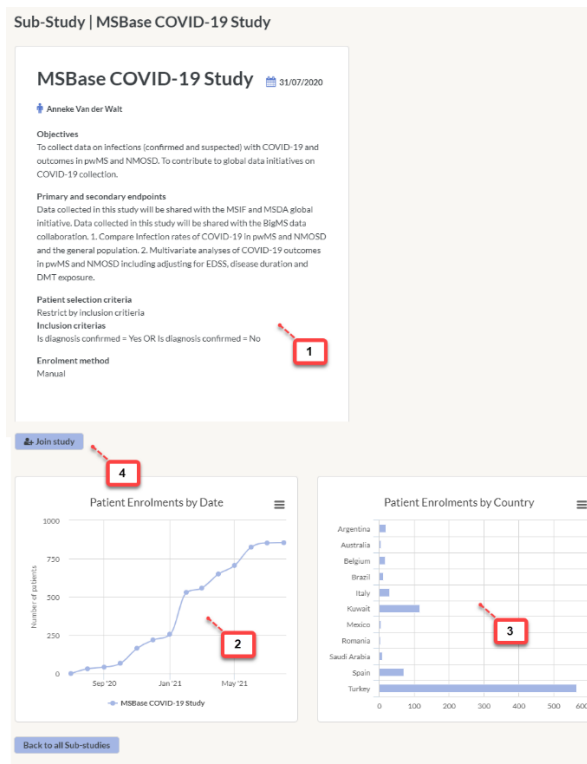 Sub-Study | MSBase COVID-19 Study
MSBase COVID-19 Study 31/07/2020
Anneke Van der Walt
Objectives
To collect data on infections (confirmed and suspected) with COVID-19 and
outcomes in pwMS and NMOSD. To contribute to global data initiatives on
COVID-19 collection.
Primary and secondary endpoints
Data collected in this study will be shared with the MSIF and MSDA global
initiative. Data collected in this study will be shared with the BigMS data
collaboration. 1. Compare Infection rates of COVID-19 in pwMS and NMOSD
and the general population. 2. Multivariate analyses of COVID-19 outcomes
in pwMS and NMOSD including adjusting for EDSS, disease duration and
DMT exposure.
Patient selection criteria
Restrict by inclusion critieria
Inclusion criterias
Is diagnosis confirmed = Yes OR Is diagnosis confirmed = No
1
Enrolment method
Manual
Join study
4
Patient Enrolments by Date
1000
750
500
250
0
Number of patients
Sep '20 Jan '21 May '21
2
MSBase COVID-19 Study
Patient Enrolments by Country
Argentina
Australia
Belgium
Brazil
Italy
Kuwait
Mexico
Romania
Saudi Arabia
Spain
Turkey
3
0 100 200 300 400 500 600
Back to all Sub-studies